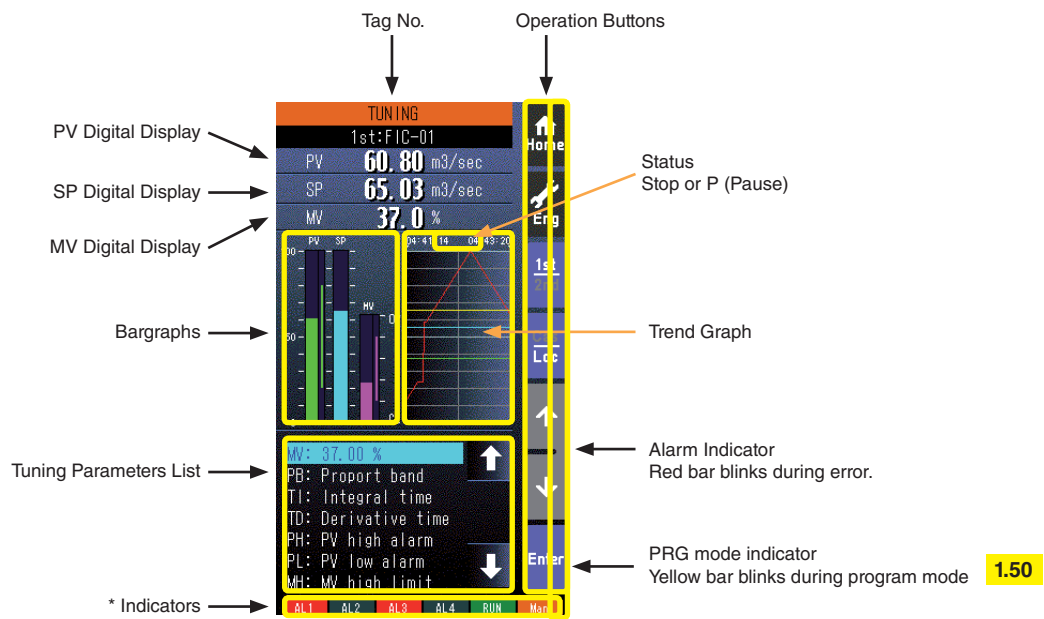 Tag No.
Operation Buttons
TUNING
1st:FIC-01
PV Digital Display
PV 60.80 m3/sec
SP Digital Display
SP 65.03 m3/sec
MV Digital Display
MV 37.0 %
Home
Eng
1st
2nd
Loc
Enter
Status
Stop or P (Pause)
PV SP
04:41 14 04 43:20
MV
Bargraphs
Trend Graph
Tuning Parameters List
MV: 37.00 %
PB: Proport band
TI: Integral time
TD: Derivative time
PH: PV high alarm
PL: PV low alarm
MH: MV high limit
Alarm Indicator
Red bar blinks during error.
PRG mode indicator
Yellow bar blinks during program mode
1.50
* Indicators
AL1 AL2 AL3 AL4 RUN Man